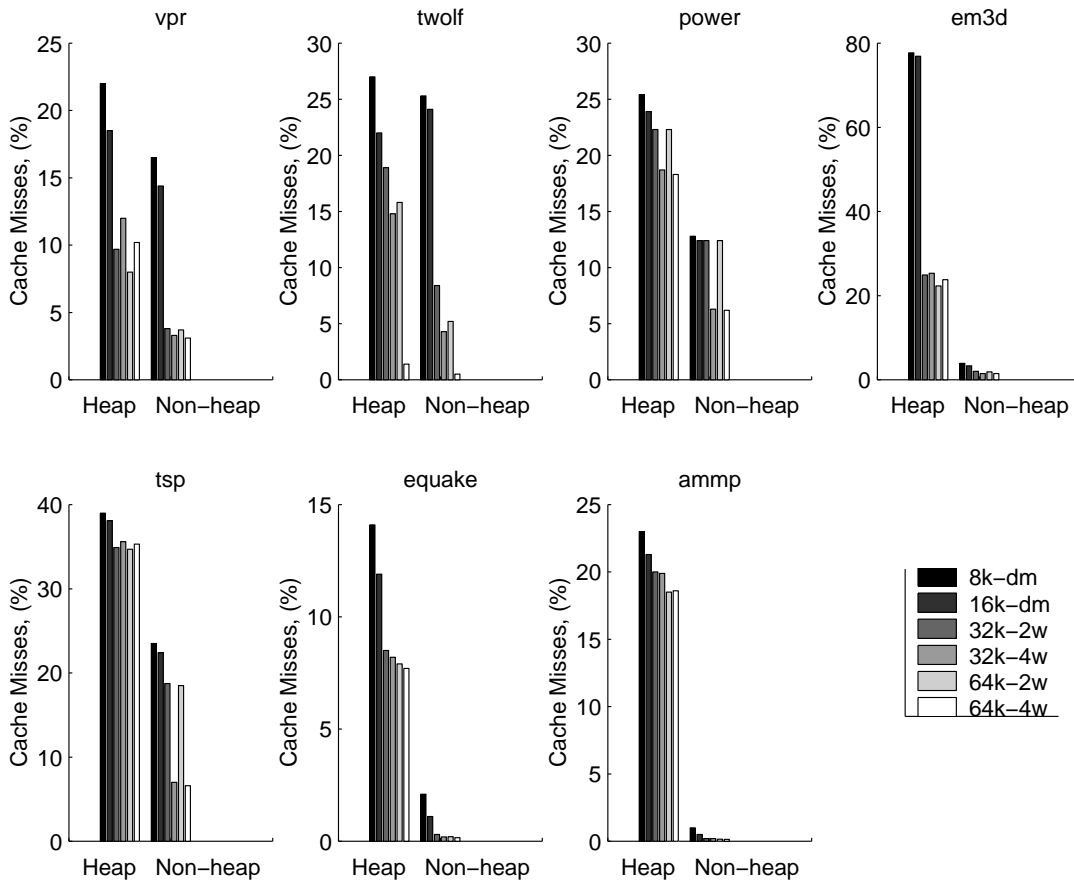 vpr
25
20
15
10
5
0
Cache Misses, (%)
Heap Non−heap
twolf
30
25
20
15
10
5
0
Cache Misses, (%)
Heap Non−heap
power
30
25
20
15
10
5
0
Cache Misses, (%)
Heap Non−heap
em3d
80
60
40
20
0
Cache Misses, (%)
Heap Non−heap
tsp
40
30
20
10
0
Cache Misses, (%)
Heap Non−heap
equake
15
10
5
0
Cache Misses, (%)
Heap Non−heap
ammp
25
20
15
10
5
0
Cache Misses, (%)
Heap Non−heap
8k−dm
16k−dm
32k−2w
32k−4w
64k−2w
64k−4w